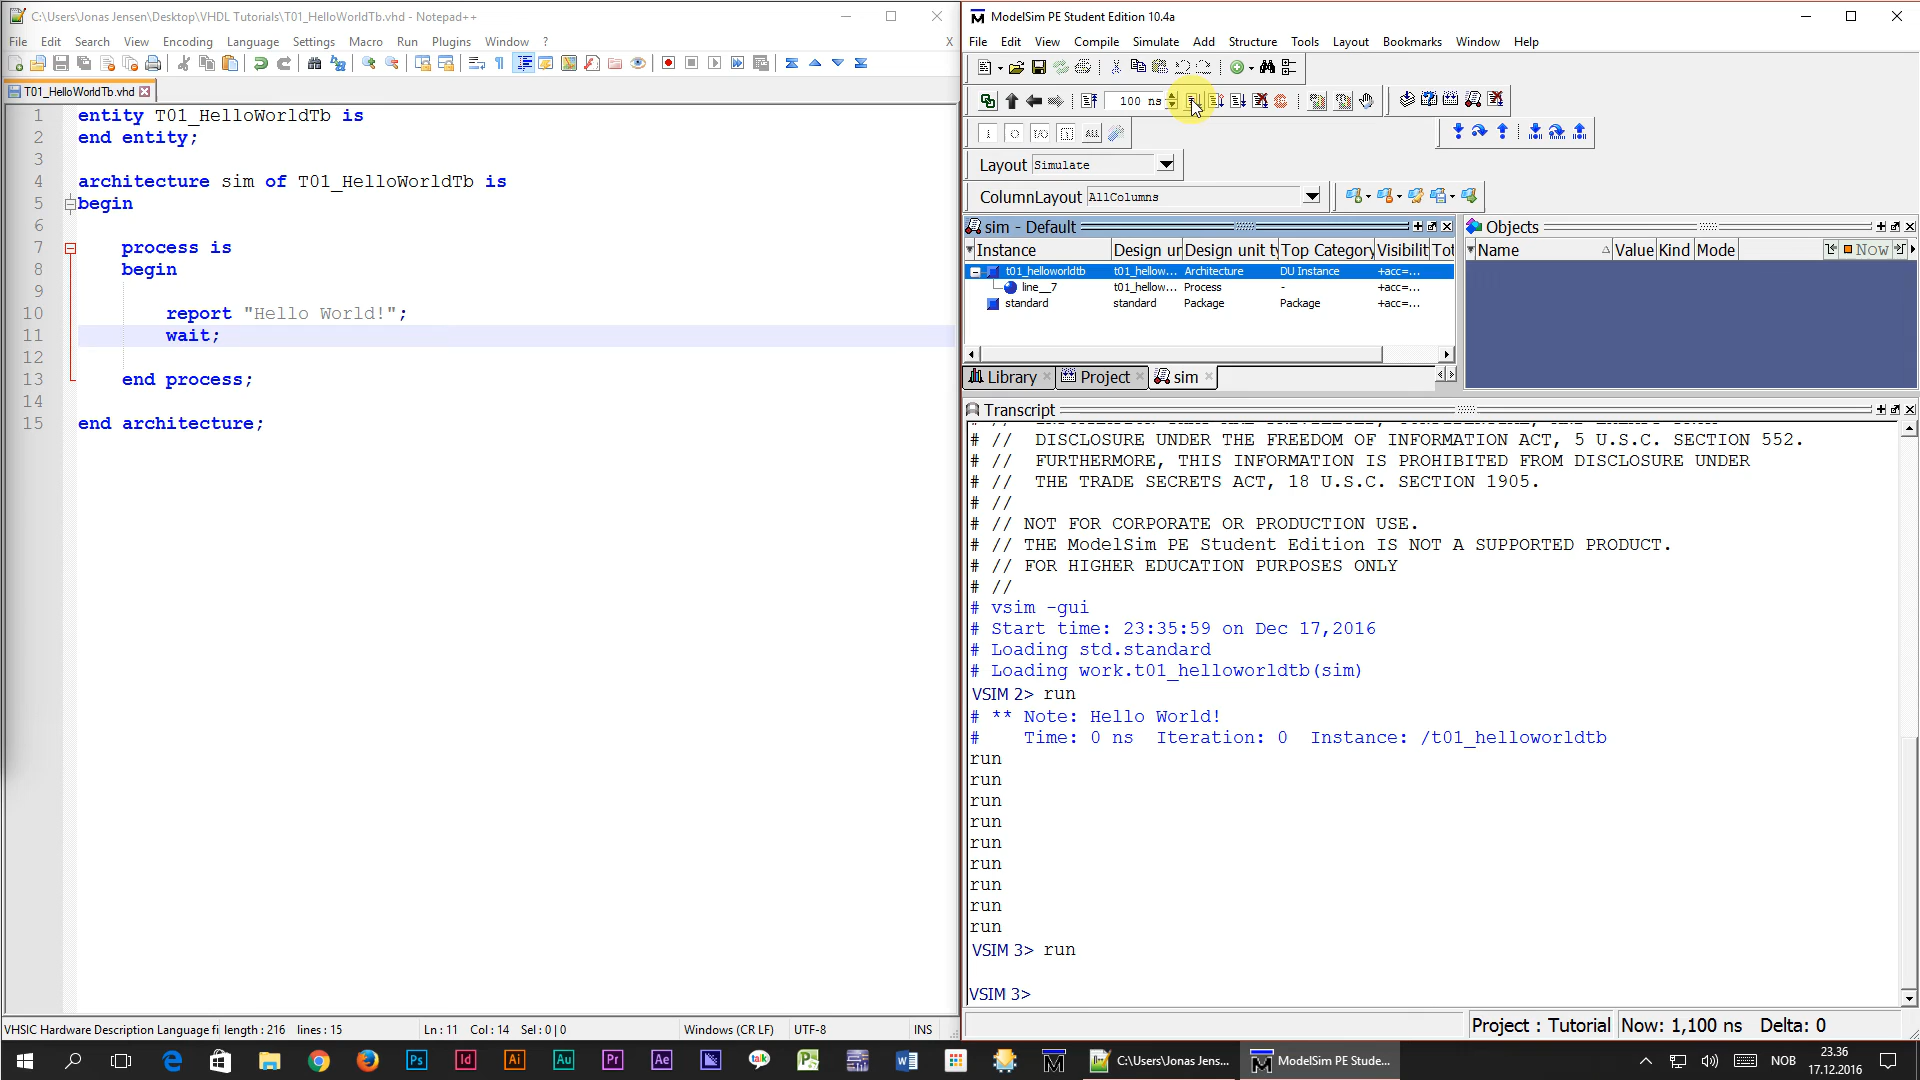 C:\Users\Jonas Jensen\Desktop\VHDL Tutorials\T01_HelloWorldTb.vhd - Notepad++
File Edit Search View Encoding Language Settings Macro Run Plugins Window ? X
T01_HelloWorldTb.vhd
1 entity T01_HelloWorldTb is
2 end entity;
3
4 architecture sim of T01_HelloWorldTb is
5 begin
6
7 process is
8 begin
9
10 report "Hello World!";
11 wait;
12
13 end process;
14
15 end architecture;
VHSIC Hardware Description Language fi length : 216 lines : 15 Ln : 11 Col : 14 Sel : 0 | 0 Windows (CR LF) UTF-8 INS
ModelSim PE Student Edition 10.4a
File Edit View Compile Simulate Add Structure Tools Layout Bookmarks Window Help
100 ns
ALL
Layout Simulate
ColumnLayout AllColumns
sim - Default
Instance Design ur Design unit ty Top Category Visibilit Tot
t01_helloworldtb t01_hellow... Architecture DU Instance +acc=...
line__7 t01_hellow... Process - +acc=...
standard standard Package Package +acc=...
Library Project sim
Objects
Name Value Kind Mode Now
Transcript
# // DISCLOSURE UNDER THE FREEDOM OF INFORMATION ACT, 5 U.S.C. SECTION 552.
# // FURTHERMORE, THIS INFORMATION IS PROHIBITED FROM DISCLOSURE UNDER
# // THE TRADE SECRETS ACT, 18 U.S.C. SECTION 1905.
# //
# // NOT FOR CORPORATE OR PRODUCTION USE.
# // THE ModelSim PE Student Edition IS NOT A SUPPORTED PRODUCT.
# // FOR HIGHER EDUCATION PURPOSES ONLY
# //
# vsim -gui
# Start time: 23:35:59 on Dec 17,2016
# Loading std.standard
# Loading work.t01_helloworldtb(sim)
VSIM 2> run
# ** Note: Hello World!
# Time: 0 ns Iteration: 0 Instance: /t01_helloworldtb
run
run
run
run
run
run
run
run
run
VSIM 3> run
VSIM 3>
Project : Tutorial Now: 1,100 ns Delta: 0
Ps Id Ai Au Pr Ae talk
C:\Users\Jonas Jens... ModelSim PE Stude...
NOB
23.36
17.12.2016